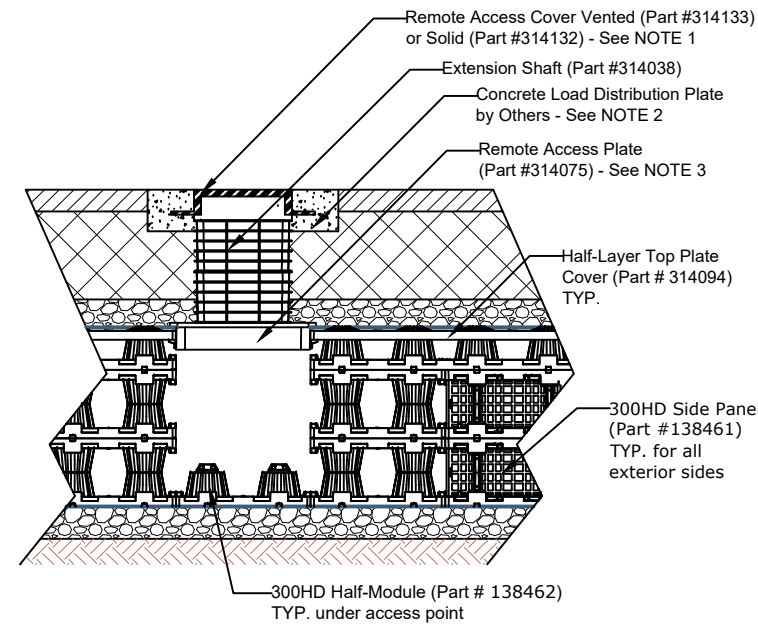 Remote Access Cover Vented (Part #314133)
or Solid (Part #314132) - See NOTE 1
Extension Shaft (Part #314038)
Concrete Load Distribution Plate
by Others - See NOTE 2
Remote Access Plate
(Part #314075) - See NOTE 3
Half-Layer Top Plate
Cover (Part # 314094)
TYP.
300HD Side Panel
(Part #138461)
TYP. for all
exterior sides
300HD Half-Module (Part # 138462)
TYP. under access point